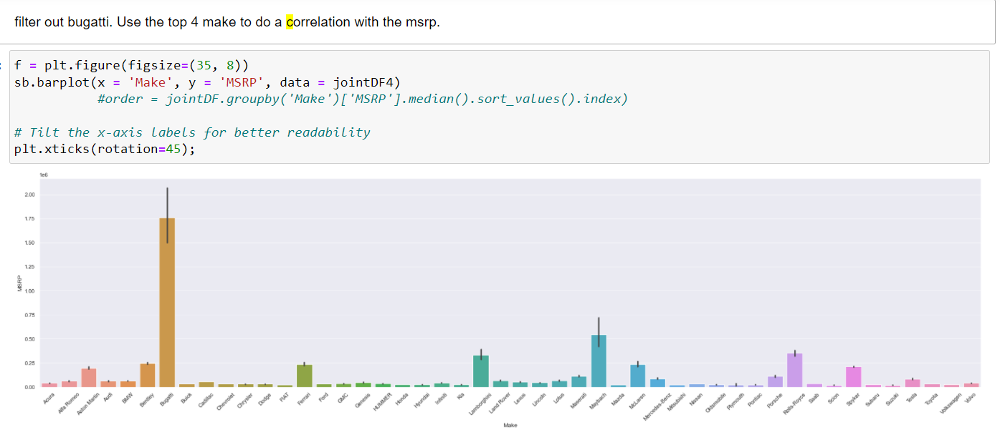 filter out bugatti. Use the top 4 make to do a correlation with the msrp.
f = plt.figure(figsize=(35, 8))
sb.barplot(x = 'Make', y = 'MSRP', data = jointDF4)
#order = jointDF.groupby('Make')['MSRP'].median().sort_values().index)
# Tilt the x-axis labels for better readability
plt.xticks(rotation=45);
1e6
2.00
1.75
1.50
1.25
1.00
0.75
0.50
0.25
0.00
MSRP
Acura
Alfa Romeo
Aston Martin
Audi
BMW
Bentley
Bugatti
Buick
Cadillac
Chevrolet
Chrysler
Dodge
FIAT
Ferrari
Ford
GMC
Genesis
HUMMER
Honda
Hyundai
Infiniti
Kia
Lamborghini
Land Rover
Lexus
Lincoln
Lotus
Maserati
Maybach
Mazda
McLaren
Mercedes-Benz
Mitsubishi
Nissan
Oldsmobile
Plymouth
Pontiac
Porsche
Rolls-Royce
Saab
Scion
Spyker
Subaru
Suzuki
Tesla
Toyota
Volkswagen
Volvo
Make